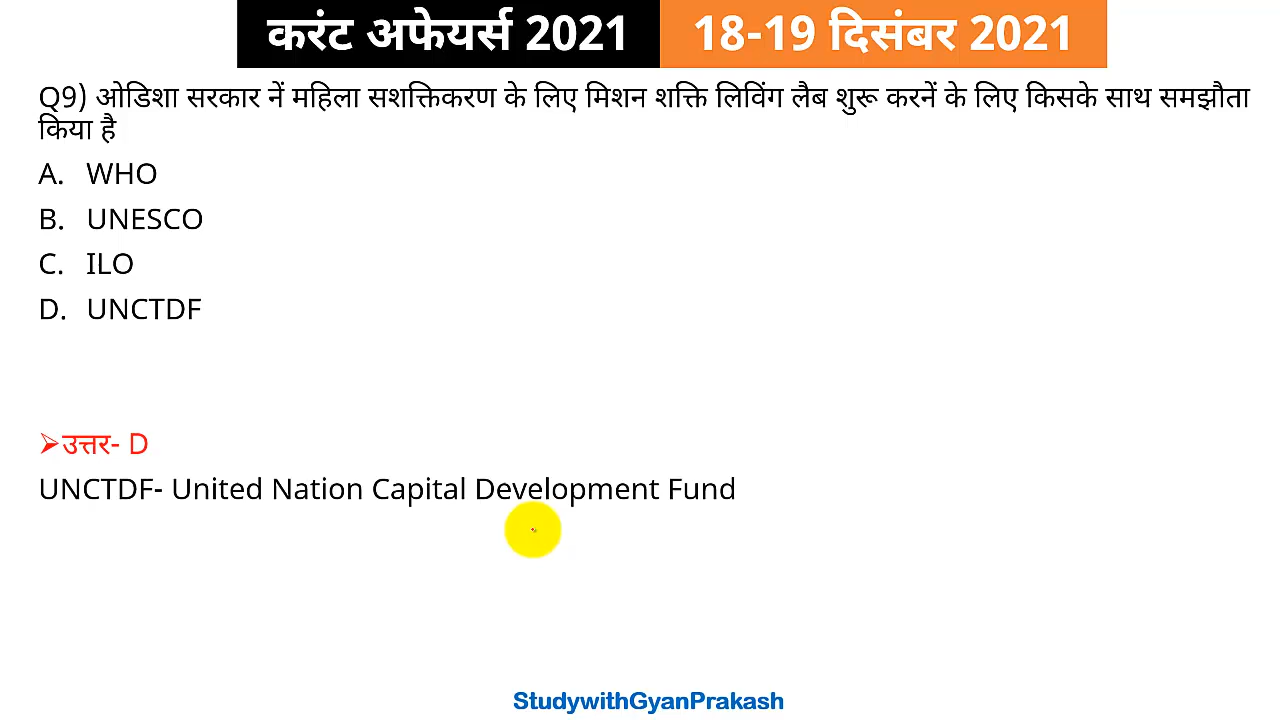 करंट अफेयर्स 2021 18-19 दिसंबर 2021
Q9) ओडिशा सरकार नें महिला सशक्तिकरण के लिए मिशन शक्ति लिविंग लैब शुरू करनें के लिए किसके साथ समझौता
किया है
A. WHO
B. UNESCO
C. ILO
D. UNCTDF
➢उत्तर- D
UNCTDF- United Nation Capital Development Fund
StudywithGyanPrakash